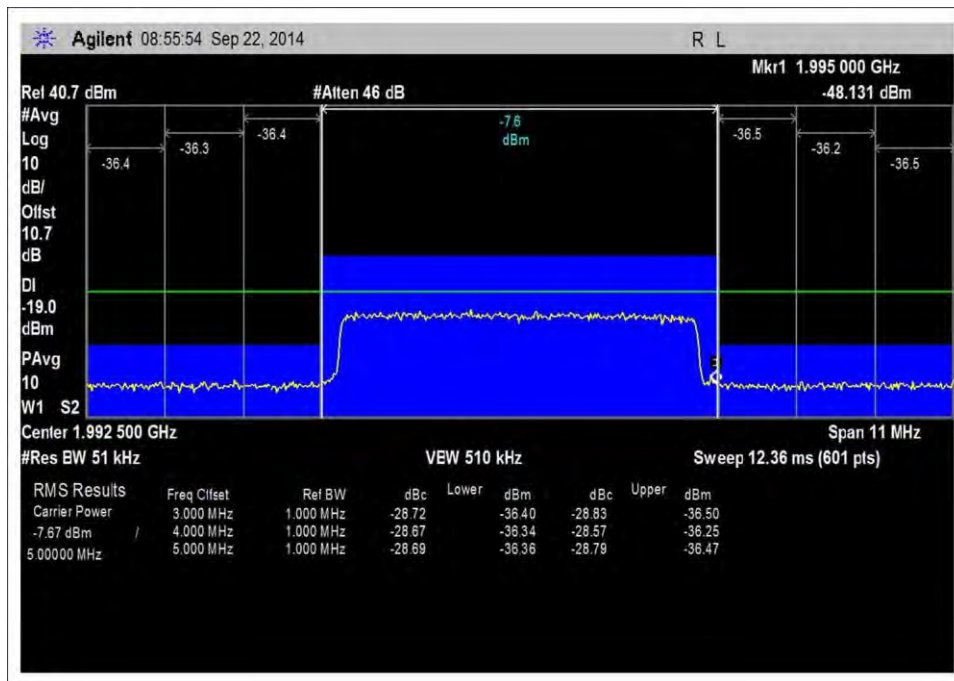 Agilent 08:55:54 Sep 22, 2014 R L
Mkr1 1.995 000 GHz
Ref 40.7 dBm #Atten 46 dB -48.131 dBm
#Avg
Log
10
dB/
Offst
10.7
dB
DI
-19.0
dBm
PAvg
10
W1 S2
-36.4 -36.3 -36.4 -7.6 dBm -36.5 -36.2 -36.5
Center 1.992 500 GHz Span 11 MHz
#Res BW 51 kHz VBW 510 kHz Sweep 12.36 ms (601 pts)
RMS Results Freq Offset Ref BW dBc Lower dBm dBc Upper dBm
Carrier Power 3.000 MHz 1.000 MHz -28.72 -36.40 -28.83 -36.50
-7.67 dBm / 4.000 MHz 1.000 MHz -28.67 -36.34 -28.57 -36.25
5.00000 MHz 5.000 MHz 1.000 MHz -28.69 -36.36 -28.79 -36.47